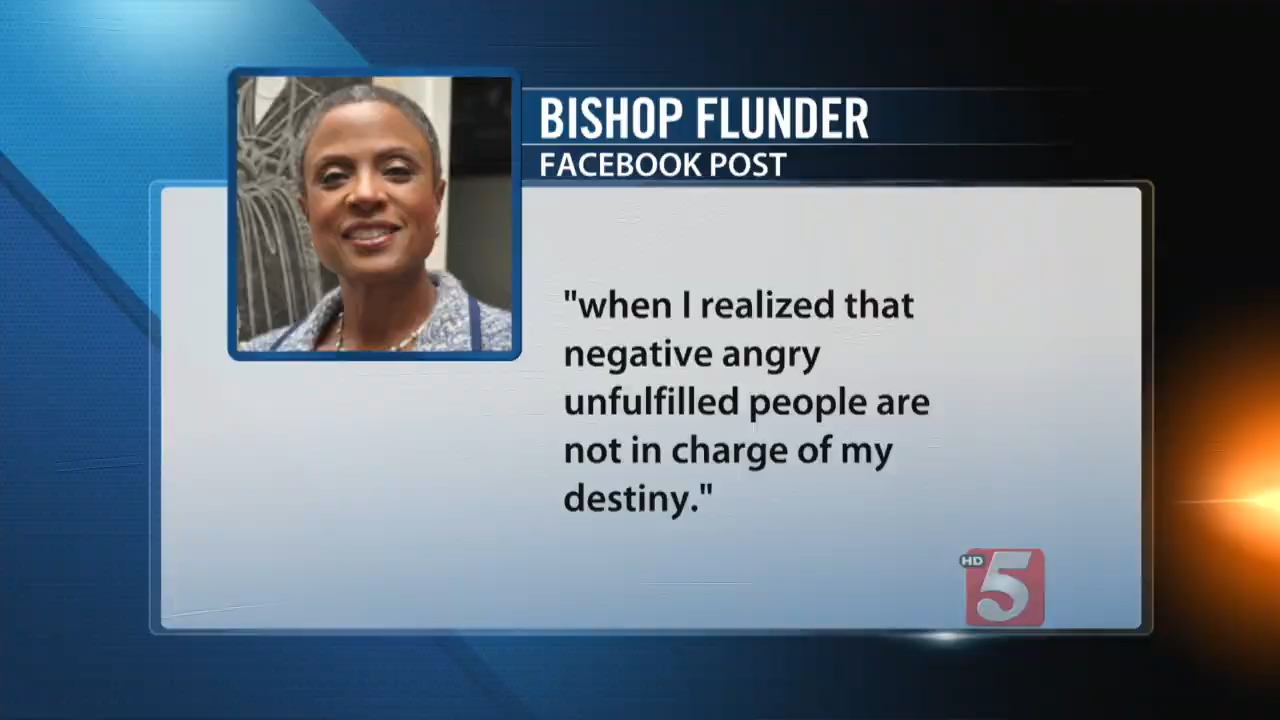 BISHOP FLUNDER
FACEBOOK POST
"when I realized that
negative angry
unfulfilled people are
not in charge of my
destiny."
HD
5